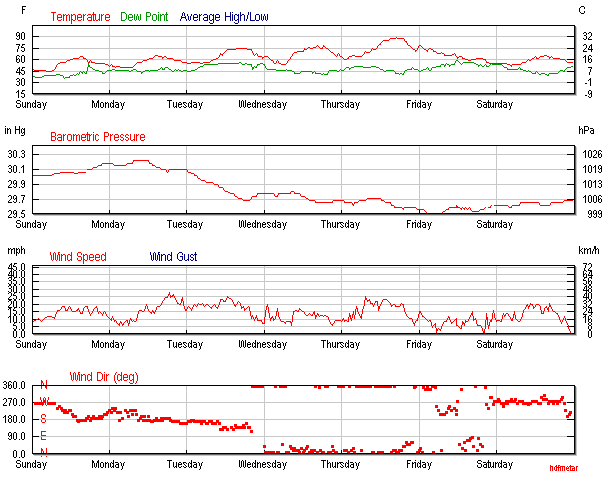 F Temperature Dew Point Average High/Low C
90 32
75 24
60 16
45 7
30 -1
15 -9
Sunday Monday Tuesday Wednesday Thursday Friday Saturday
in Hg Barometric Pressure hPa
30.3 1026
30.1 1019
29.9 1013
29.7 1006
29.5 999
Sunday Monday Tuesday Wednesday Thursday Friday Saturday
mph Wind Speed Wind Gust km/h
45.0 72
40.0 64
35.0 56
30.0 48
25.0 40
20.0 32
15.0 24
10.0 16
5.0 8
0.0 0
Sunday Monday Tuesday Wednesday Thursday Friday Saturday
Wind Dir (deg)
360.0 N
270.0 W
180.0 S
90.0 E
0.0 N
Sunday Monday Tuesday Wednesday Thursday Friday Saturday
hdfmetar